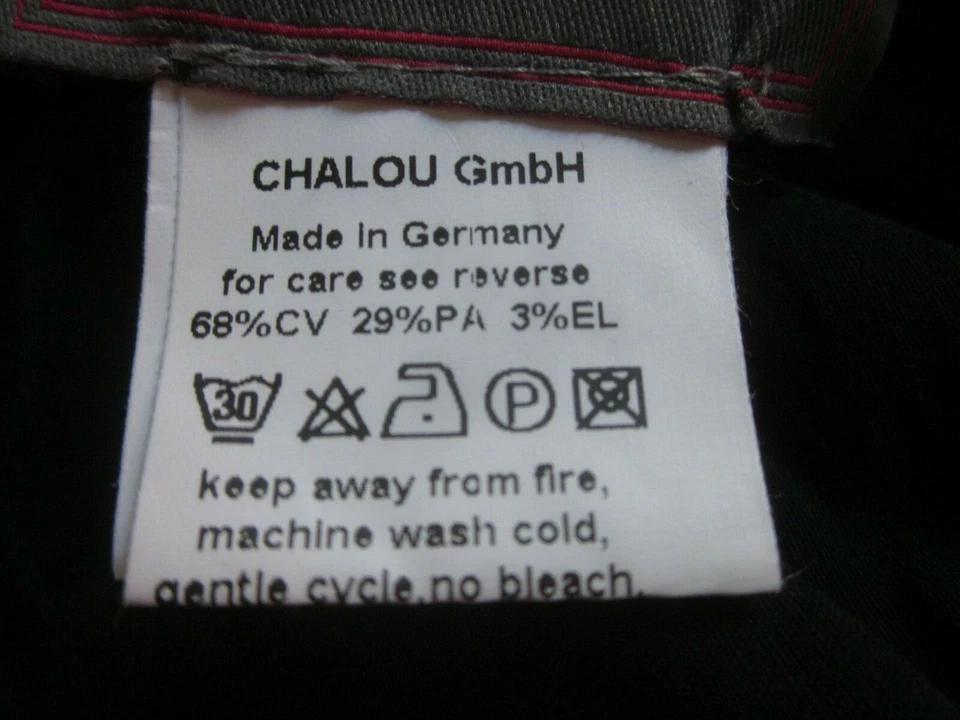 CHALOU GmbH
Made in Germany
for care see reverse
68%CV 29%PA 3%EL
30 P
keep away from fire,
machine wash cold,
gentle cycle,no bleach,